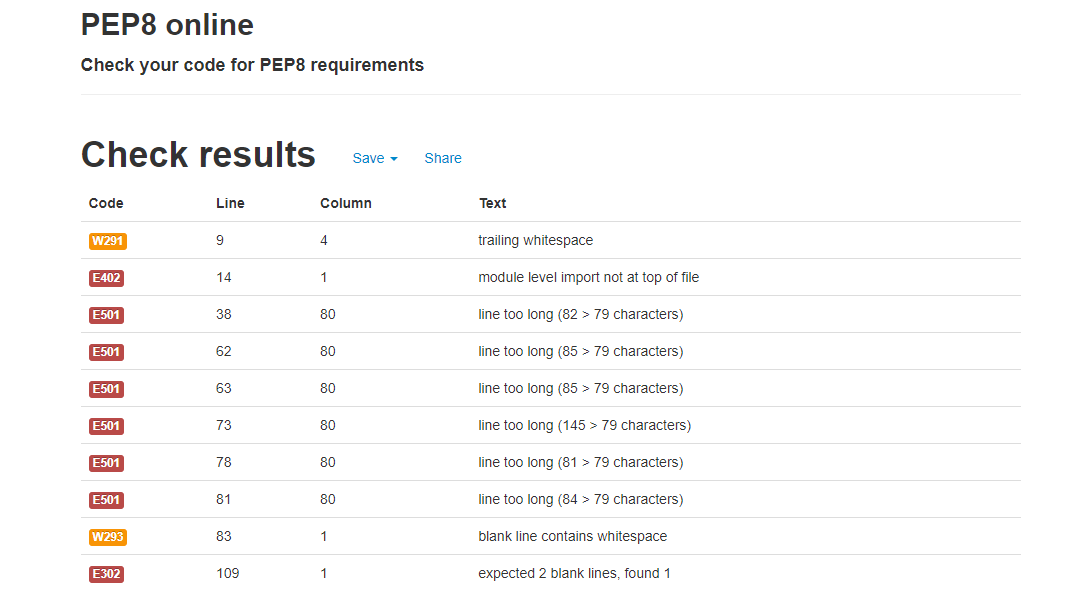 PEP8 online
Check your code for PEP8 requirements
Check results Save Share
Code Line Column Text
W291 9 4 trailing whitespace
E402 14 1 module level import not at top of file
E501 38 80 line too long (82 > 79 characters)
E501 62 80 line too long (85 > 79 characters)
E501 63 80 line too long (85 > 79 characters)
E501 73 80 line too long (145 > 79 characters)
E501 78 80 line too long (81 > 79 characters)
E501 81 80 line too long (84 > 79 characters)
W293 83 1 blank line contains whitespace
E302 109 1 expected 2 blank lines, found 1